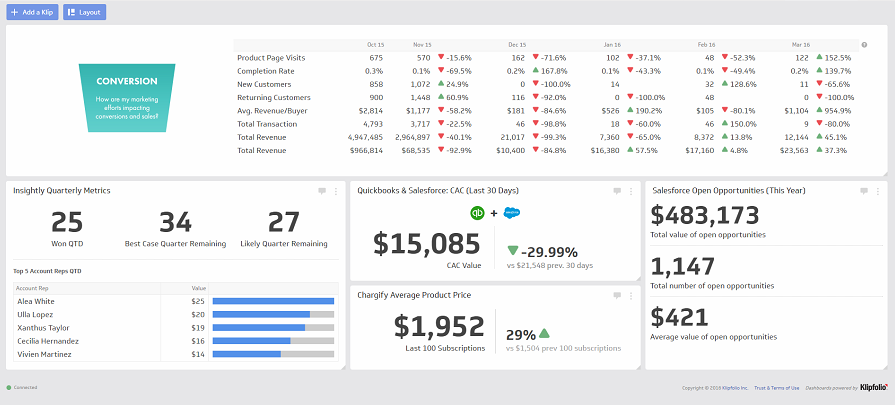 + Add a Klip
Layout
CONVERSION
How are my marketing
efforts impacting
conversions and sales?
Oct 15 Nov 15 Dec 15 Jan 16 Feb 16 Mar 16
Product Page Visits 675 570 -15.6% 162 -71.6% 102 -37.1% 48 -52.3% 122 152.5%
Completion Rate 0.3% 0.1% -69.5% 0.2% 167.8% 0.1% -43.3% 0.1% -49.4% 0.2% 139.7%
New Customers 858 1,072 24.9% 0 -100.0% 14 32 128.6% 11 -65.6%
Returning Customers 900 1,448 60.9% 116 -92.0% 0 -100.0% 48 0 -100.0%
Avg. Revenue/Buyer $2,814 $1,177 -58.2% $181 -84.6% $526 190.2% $105 -80.1% $1,104 954.9%
Total Transaction 4,793 3,717 -22.5% 46 -98.8% 18 -60.0% 46 150.0% 9 -80.0%
Total Revenue 4,947,485 2,964,897 -40.1% 21,017 -99.3% 7,360 -65.0% 8,372 13.8% 12,144 45.1%
Total Revenue $966,814 $68,535 -92.9% $10,400 -84.8% $16,380 57.5% $17,160 4.8% $23,563 37.3%
Insightly Quarterly Metrics
25 34 27
Won QTD Best Case Quarter Remaining Likely Quarter Remaining
Top 5 Account Reps QTD
Account Rep Value
Alea White $25
Ulla Lopez $20
Xanthus Taylor $19
Cecilia Hernandez $16
Vivien Martinez $14
Quickbooks & Salesforce: CAC (Last 30 Days)
qb + salesforce
$15,085 -29.99%
CAC Value vs $21,548 prev. 30 days
Chargify Average Product Price
$1,952 29%
Last 100 Subscriptions vs $1,504 prev 100 subscriptions
Salesforce Open Opportunities (This Year)
$483,173
Total value of open opportunities
1,147
Total number of open opportunities
$421
Average value of open opportunities
Connected
Copyright © 2016 Klipfolio Inc. · Trust & Terms of Use · Dashboards powered by Klipfolio